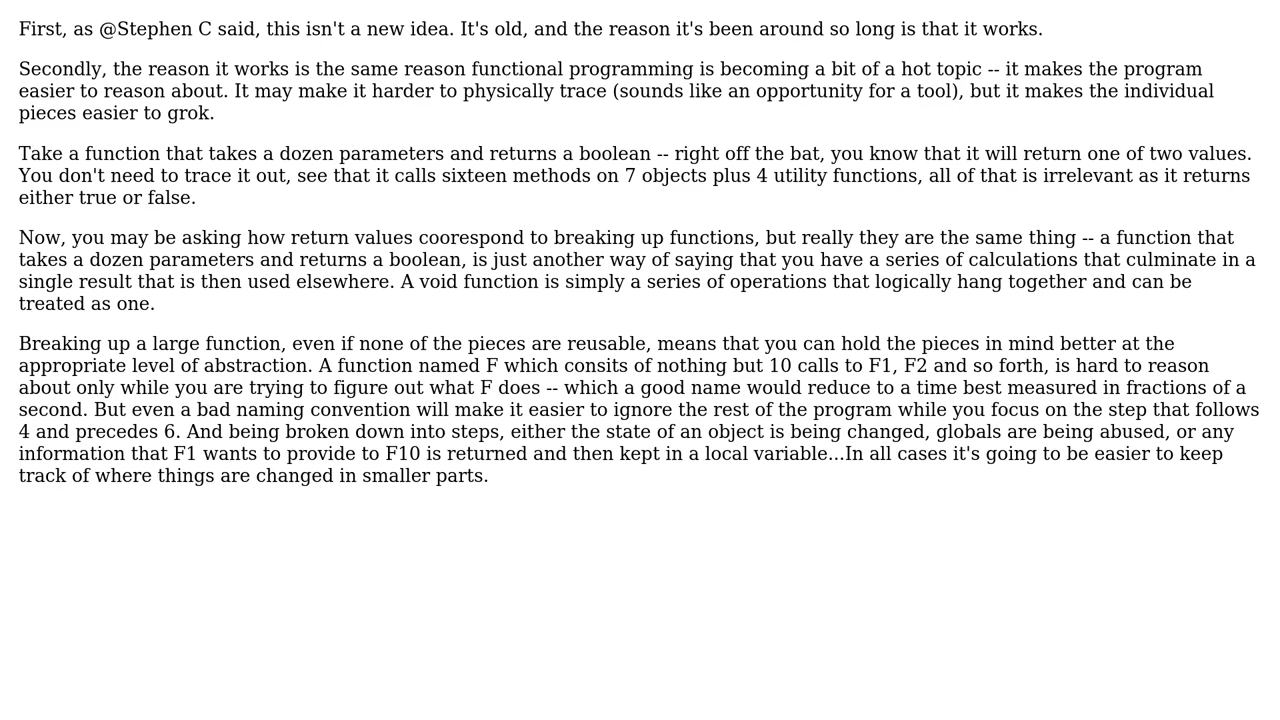 First, as @Stephen C said, this isn't a new idea. It's old, and the reason it's been around so long is that it works.
Secondly, the reason it works is the same reason functional programming is becoming a bit of a hot topic -- it makes the program
easier to reason about. It may make it harder to physically trace (sounds like an opportunity for a tool), but it makes the individual
pieces easier to grok.
Take a function that takes a dozen parameters and returns a boolean -- right off the bat, you know that it will return one of two values.
You don't need to trace it out, see that it calls sixteen methods on 7 objects plus 4 utility functions, all of that is irrelevant as it returns
either true or false.
Now, you may be asking how return values coorespond to breaking up functions, but really they are the same thing -- a function that
takes a dozen parameters and returns a boolean, is just another way of saying that you have a series of calculations that culminate in a
single result that is then used elsewhere. A void function is simply a series of operations that logically hang together and can be
treated as one.
Breaking up a large function, even if none of the pieces are reusable, means that you can hold the pieces in mind better at the
appropriate level of abstraction. A function named F which consits of nothing but 10 calls to F1, F2 and so forth, is hard to reason
about only while you are trying to figure out what F does -- which a good name would reduce to a time best measured in fractions of a
second. But even a bad naming convention will make it easier to ignore the rest of the program while you focus on the step that follows
4 and precedes 6. And being broken down into steps, either the state of an object is being changed, globals are being abused, or any
information that F1 wants to provide to F10 is returned and then kept in a local variable...In all cases it's going to be easier to keep
track of where things are changed in smaller parts.